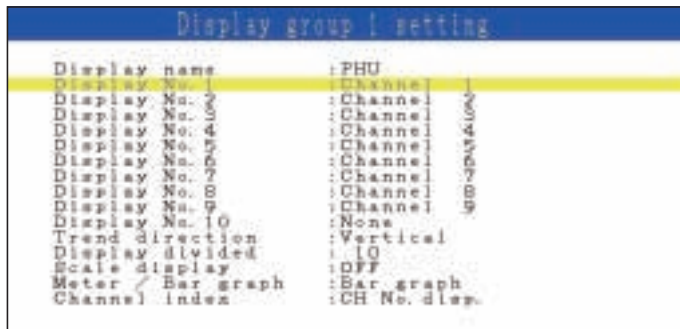 Display group 1 setting
Display name :PHU
Display No. 1 :Channel 1
Display No. 2 :Channel 2
Display No. 3 :Channel 3
Display No. 4 :Channel 4
Display No. 5 :Channel 5
Display No. 6 :Channel 6
Display No. 7 :Channel 7
Display No. 8 :Channel 8
Display No. 9 :Channel 9
Display No. 10 :None
Trend direction :Vertical
Display divided : 10
Scale display :OFF
Meter / Bar graph :Bar graph
Channel index :CH No. disp.